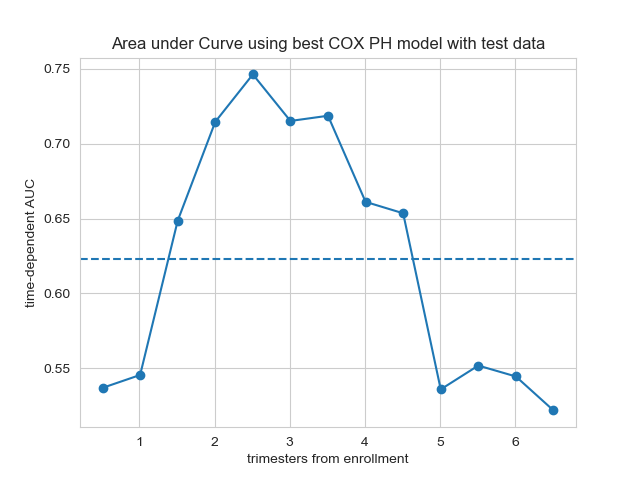 Area under Curve using best COX PH model with test data
time-dependent AUC
0.75
0.70
0.65
0.60
0.55
1 2 3 4 5 6
trimesters from enrollment